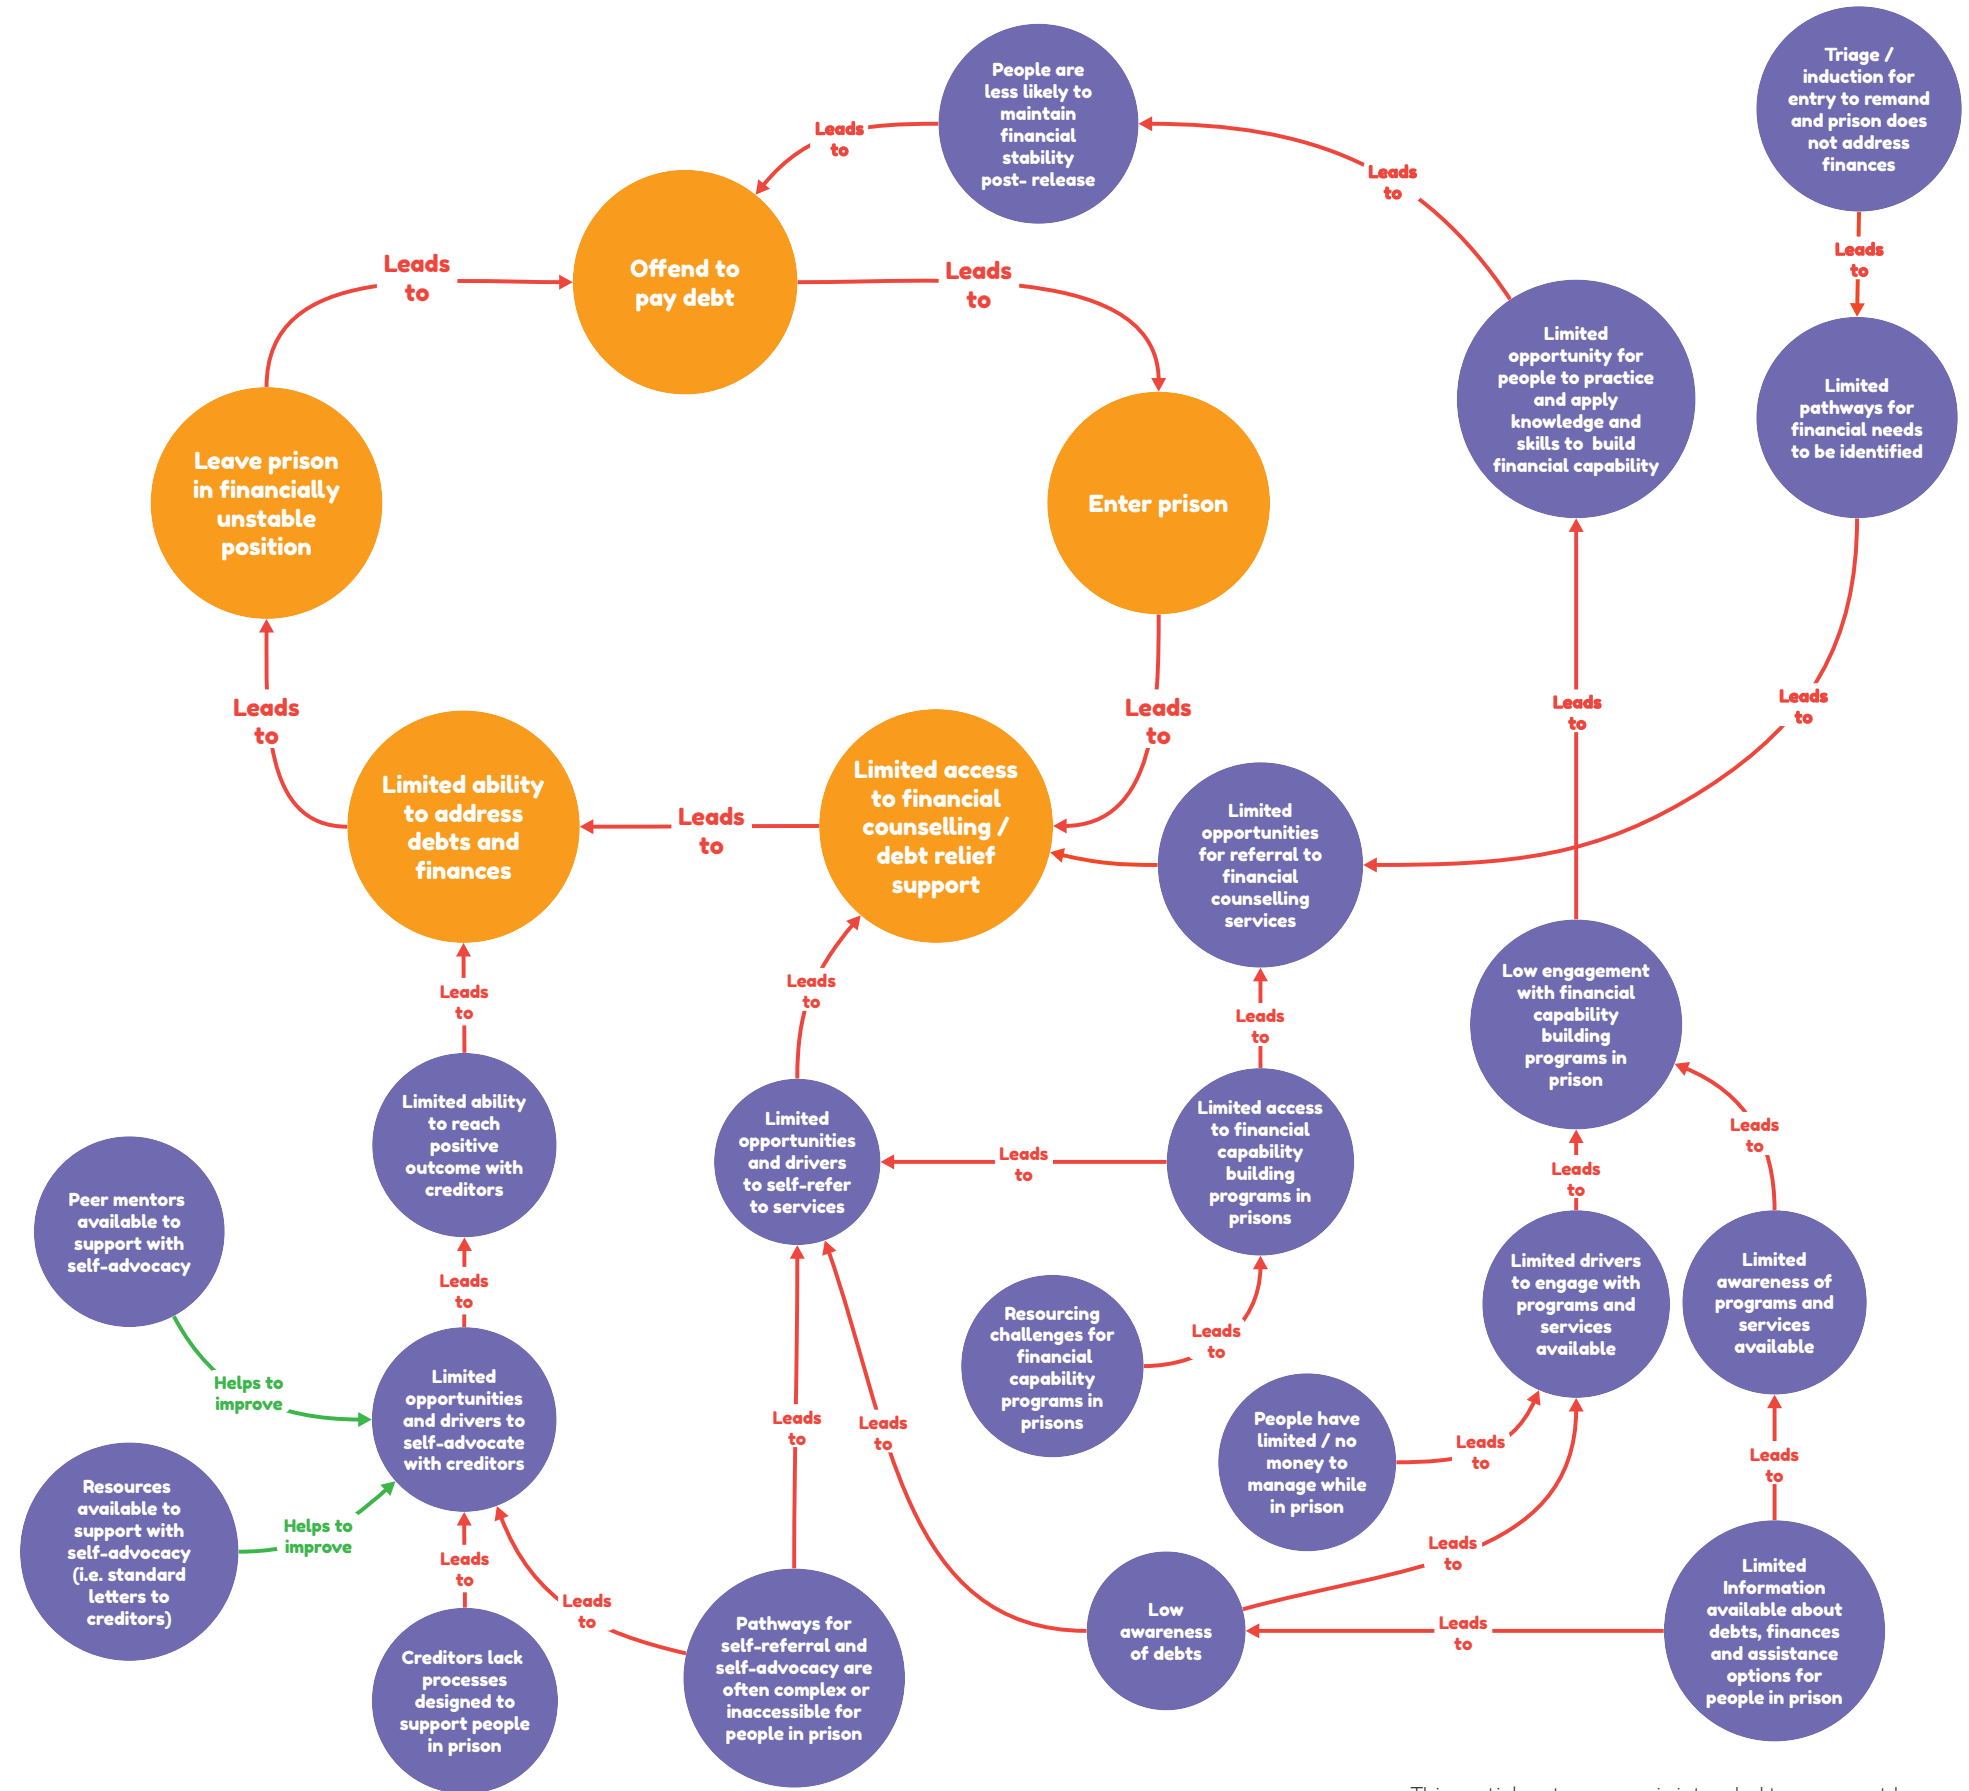 People are
less likely to
maintain
financial
stability
post- release
Triage /
induction for
entry to remand
and prison does
not address
finances
Leads
to
Leads
to
Leads
to
Offend to
pay debt
Leads
to
Leads
to
Limited
opportunity for
people to practice
and apply
knowledge and
skills to build
financial capability
Limited
pathways for
financial needs
to be identified
Leave prison
in financially
unstable
position
Enter prison
Leads
to
Leads
to
Leads
to
Leads
to
Limited ability
to address
debts and
finances
Leads
to
Limited access
to financial
counselling /
debt relief
support
Limited
opportunities
for referral to
financial
counselling
services
Leads
to
Leads
to
Leads
to
Low engagement
with financial
capability
building
programs in
prison
Limited ability
to reach
positive
outcome with
creditors
Limited
opportunities
and drivers
to self-refer
to services
Leads
to
Limited access
to financial
capability
building
programs in
prisons
Leads
to
Leads
to
Peer mentors
available to
support with
self-advocacy
Leads
to
Resourcing
challenges for
financial
capability
programs in
prisons
Leads
to
Limited drivers
to engage with
programs and
services
available
Limited
awareness of
programs and
services
available
Helps to
improve
Limited
opportunities
and drivers to
self-advocate
with creditors
Leads
to
Leads
to
People have
limited / no
money to
manage while
in prison
Leads
to
Leads
to
Resources
available to
support with
self-advocacy
(i.e. standard
letters to
creditors)
Helps to
improve
Leads
to
Leads
to
Leads
to
Creditors lack
processes
designed to
support people
in prison
Pathways for
self-referral and
self-advocacy are
often complex or
inaccessible for
people in prison
Low
awareness
of debts
Leads
to
Limited
Information
available about
debts, finances
and assistance
options for
people in prison